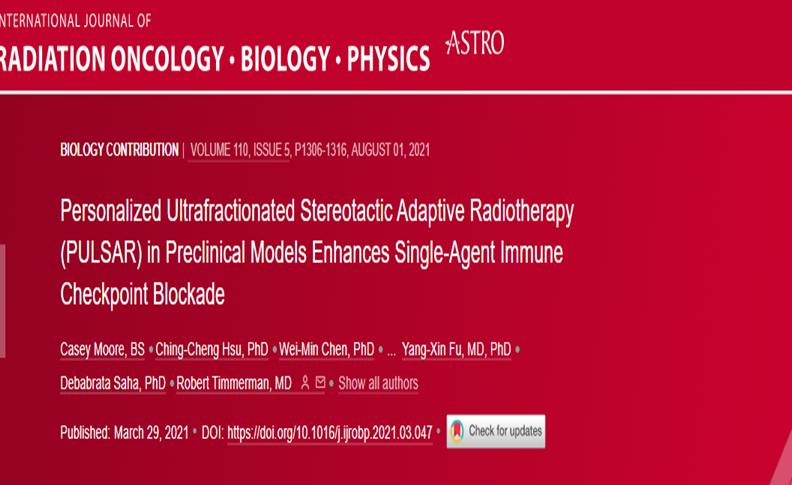 INTERNATIONAL JOURNAL OF
RADIATION ONCOLOGY • BIOLOGY • PHYSICS
ASTRO
BIOLOGY CONTRIBUTION | VOLUME 110, ISSUE 5, P1306-1316, AUGUST 01, 2021
Personalized Ultrafractionated Stereotactic Adaptive Radiotherapy
(PULSAR) in Preclinical Models Enhances Single-Agent Immune
Checkpoint Blockade
Casey Moore, BS • Ching-Cheng Hsu, PhD • Wei-Min Chen, PhD • ... Yang-Xin Fu, MD, PhD •
Debabrata Saha, PhD • Robert Timmerman, MD • Show all authors
Published: March 29, 2021 • DOI: https://doi.org/10.1016/j.ijrobp.2021.03.047 • Check for updates